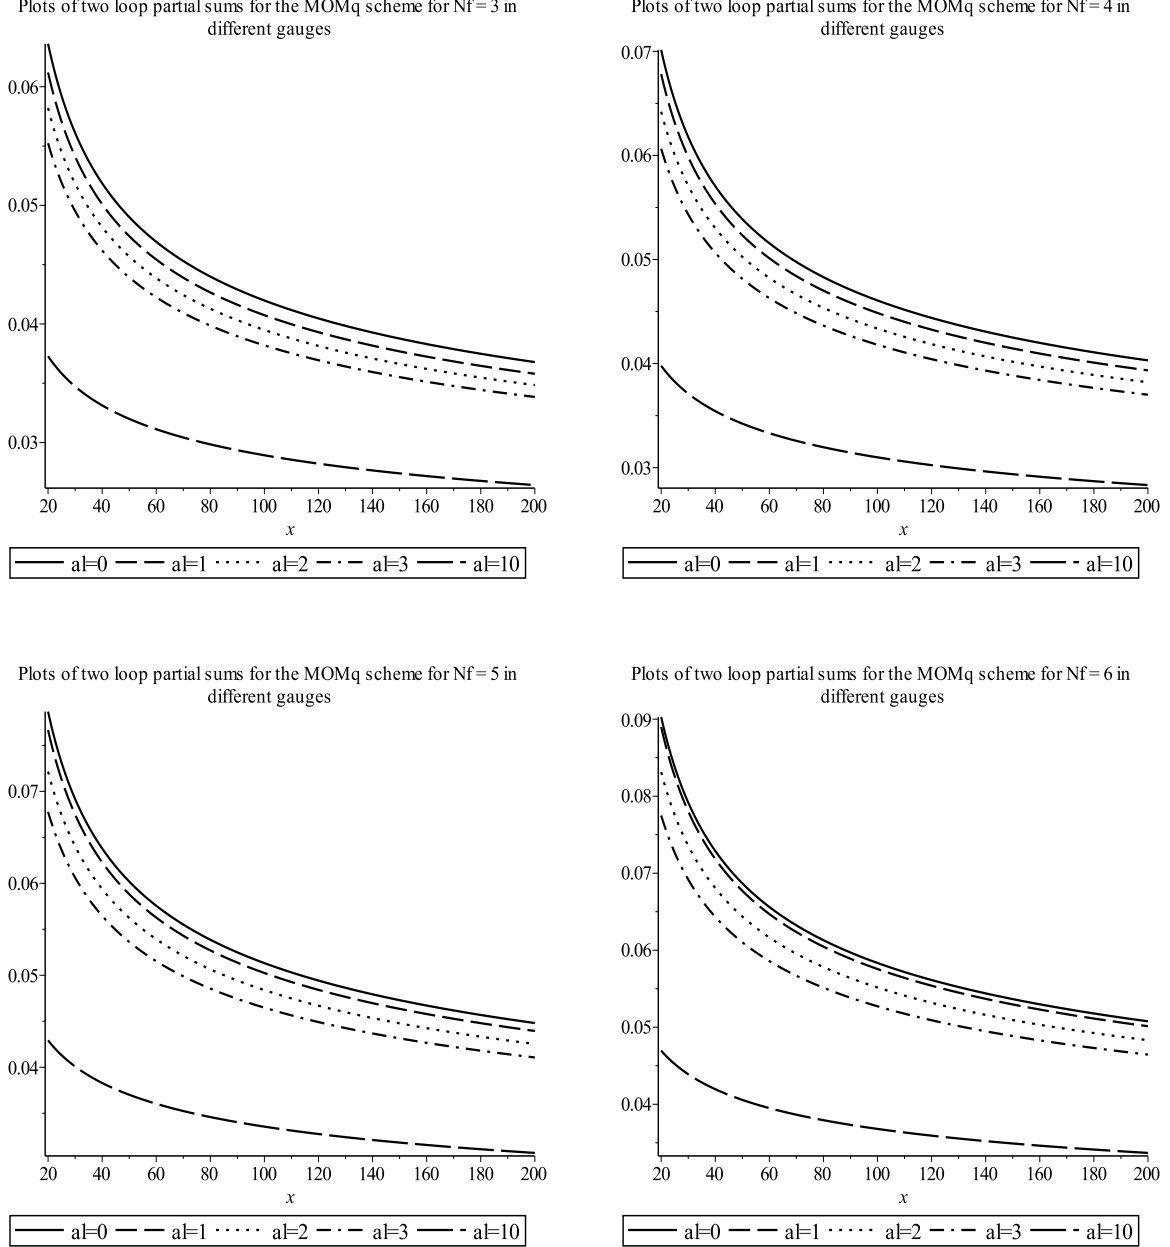 Plots of two loop partial sums for the MOMq scheme for Nf = 3 in
different gauges
0.06
0.05
0.04
0.03
20 40 60 80 100 120 140 160 180 200
x
al=0 al=1 al=2 al=3 al=10
Plots of two loop partial sums for the MOMq scheme for Nf = 4 in
different gauges
0.07
0.06
0.05
0.04
0.03
20 40 60 80 100 120 140 160 180 200
x
al=0 al=1 al=2 al=3 al=10
Plots of two loop partial sums for the MOMq scheme for Nf = 5 in
different gauges
0.07
0.06
0.05
0.04
20 40 60 80 100 120 140 160 180 200
x
al=0 al=1 al=2 al=3 al=10
Plots of two loop partial sums for the MOMq scheme for Nf = 6 in
different gauges
0.09
0.08
0.07
0.06
0.05
0.04
20 40 60 80 100 120 140 160 180 200
x
al=0 al=1 al=2 al=3 al=10